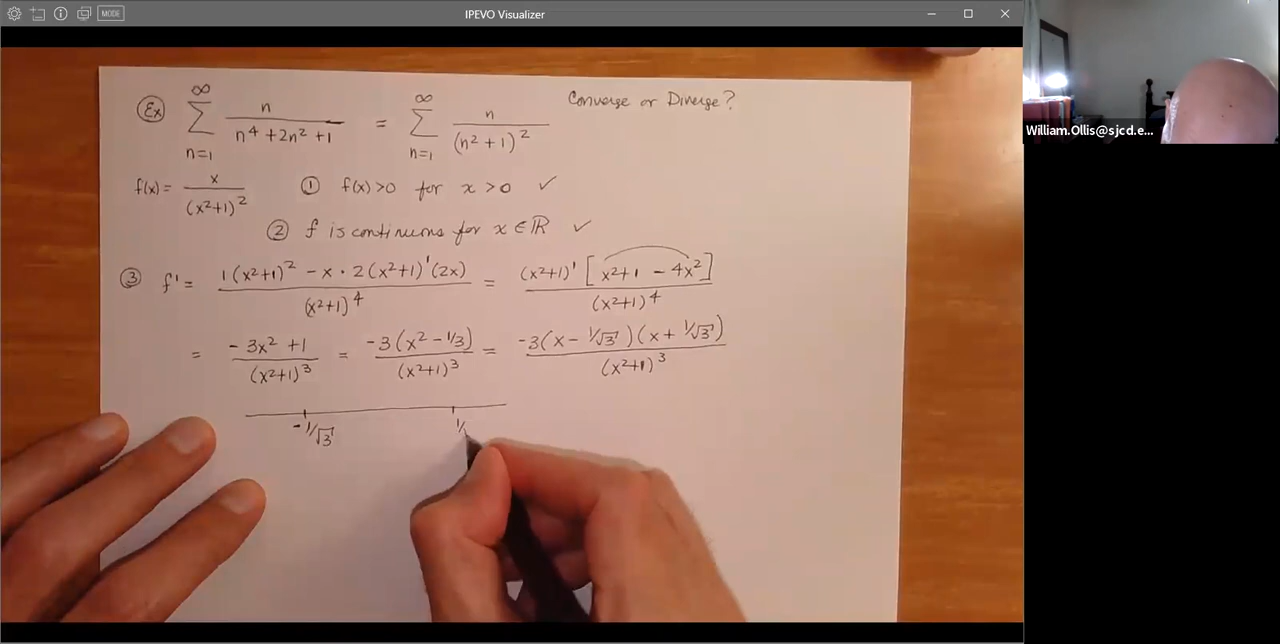 MODE
IPEVO Visualizer
Ex ∑ n=1 ∞ n/(n⁴+2n²+1) = ∑ n=1 ∞ n/(n²+1)² Converge or Diverge?
f(x) = x/(x²+1)² ① f(x)>0 for x>0 ✓
② f is continuous for x∈ℝ ✓
③ f' = (1(x²+1)² - x·2(x²+1)¹(2x))/(x²+1)⁴ = ((x²+1)¹[x²+1 - 4x²])/(x²+1)⁴
= (-3x²+1)/(x²+1)³ = (-3(x² - 1/3))/(x²+1)³ = (-3(x - 1/√3)(x + 1/√3))/(x²+1)³
-1/√3 1/
William.Ollis@sjcd.e...